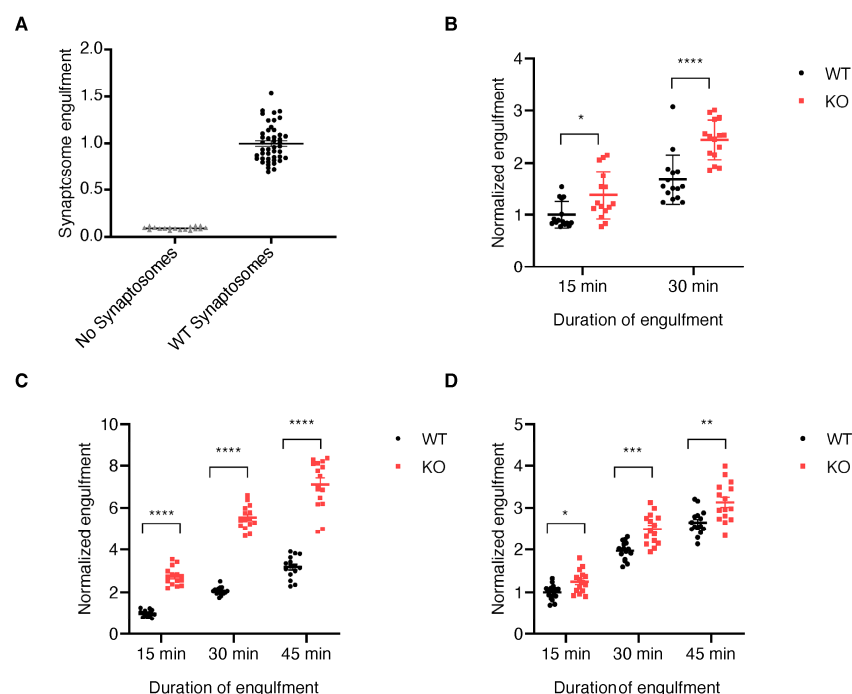 A
Synaptcsome engulfment
2.0
1.5
1.0
0.5
0.0
No Synaptosomes
WT Synaptosomes
B
Normalized engulfment
4
3
2
1
0
*
****
15 min
30 min
Duration of engulfment
WT
KO
C
Normalized engulfment
10
8
6
4
2
0
****
****
****
15 min
30 min
45 min
Duration of engulfment
WT
KO
D
Normalized engulfment
5
4
3
2
1
0
*
***
**
15 min
30 min
45 min
Durationof engulfment
WT
KO